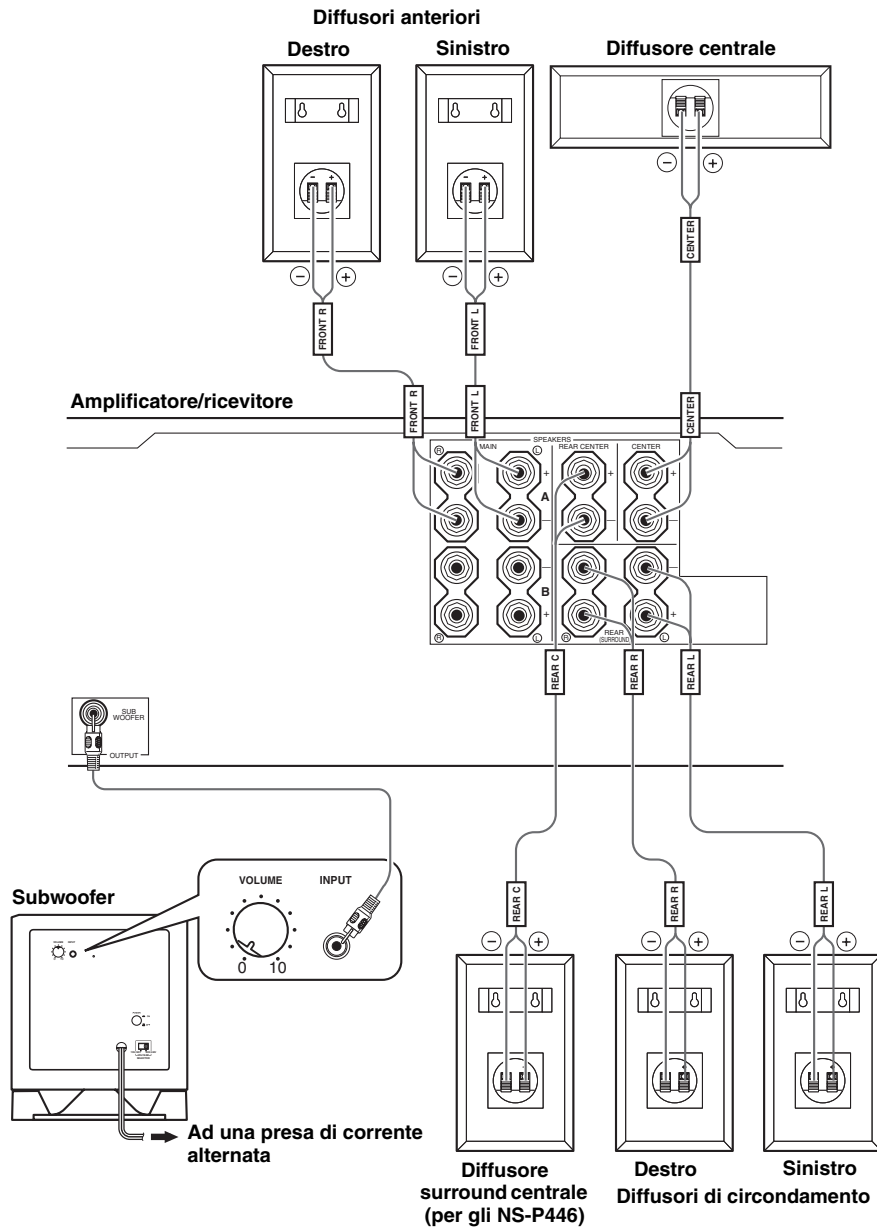 Diffusori anteriori
Destro
Sinistro
Diffusore centrale
− +
− +
− +
− +
− +
FRONT R
FRONT L
CENTER
Amplificatore/ricevitore
FRONT R
FRONT L
CENTER
SPEAKERS
R MAIN L
REAR CENTER
CENTER
+ + +
A
− − −
− −
B
+ +
R L
R REAR L
(SURROUND)
REAR C
REAR R
REAR L
SUB
WOOFER
OUTPUT
Subwoofer
VOLUME
INPUT
0 10
REAR C
REAR R
REAR L
− +
− +
− +
Ad una presa di corrente
alternata
Diffusore
surround centrale
(per gli NS-P446)
Destro
Sinistro
Diffusori di circondamento